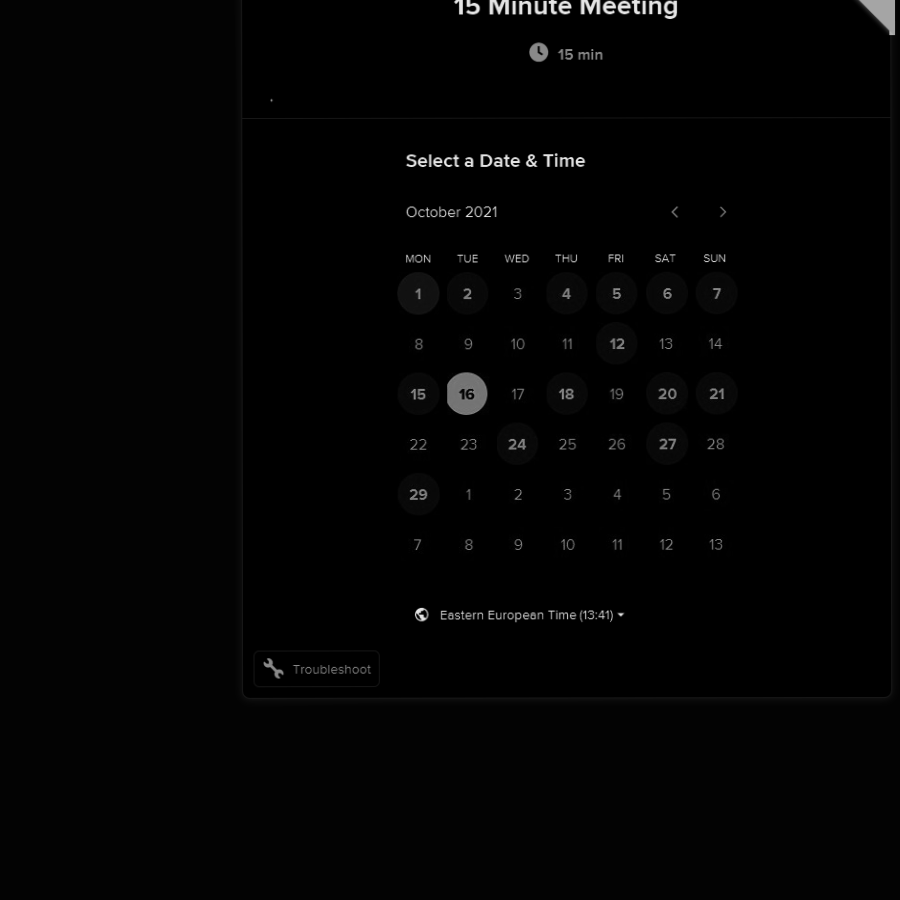 15 Minute Meeting
15 min
.
Select a Date & Time
October 2021
MON TUE WED THU FRI SAT SUN
1 2 3 4 5 6 7
8 9 10 11 12 13 14
15 16 17 18 19 20 21
22 23 24 25 26 27 28
29 1 2 3 4 5 6
7 8 9 10 11 12 13
Eastern European Time (13:41)
Troubleshoot